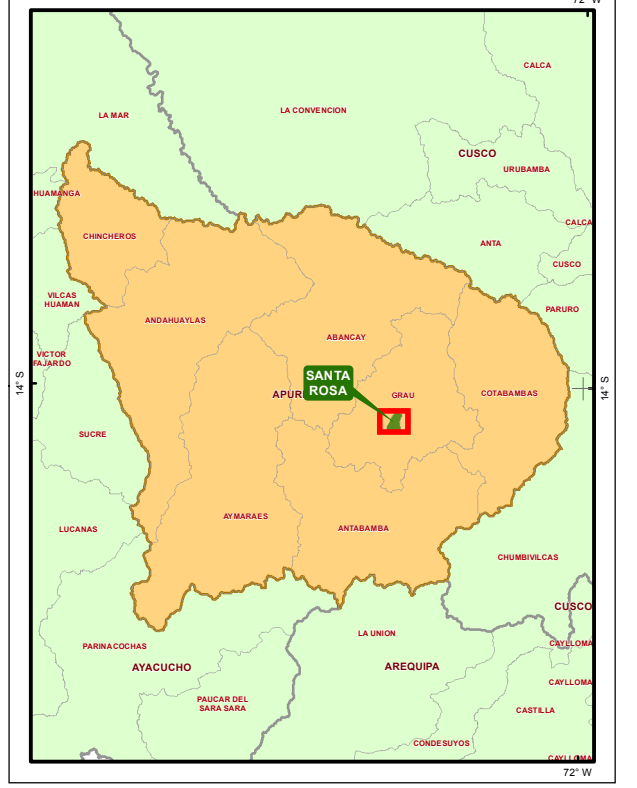 72° W
CALCA
LA CONVENCION
LA MAR
CUSCO
URUBAMBA
HUAMANGA
CALCA
CHINCHEROS
ANTA
CUSCO
VILCAS
HUAMAN
PARURO
ANDAHUAYLAS
ABANCAY
VICTOR
FAJARDO
14° S
SANTA
ROSA
14° S
APURI
GRAU
COTABAMBAS
SUCRE
AYMARAES
ANTABAMBA
LUCANAS
CHUMBIVILCAS
CUSCO
LA UNION
CAYLLOMA
PARINACOCHAS
AYACUCHO
AREQUIPA
CAYLLOMA
PAUCAR DEL
SARA SARA
CASTILLA
CONDESUYOS
CAYLLOMA
72° W